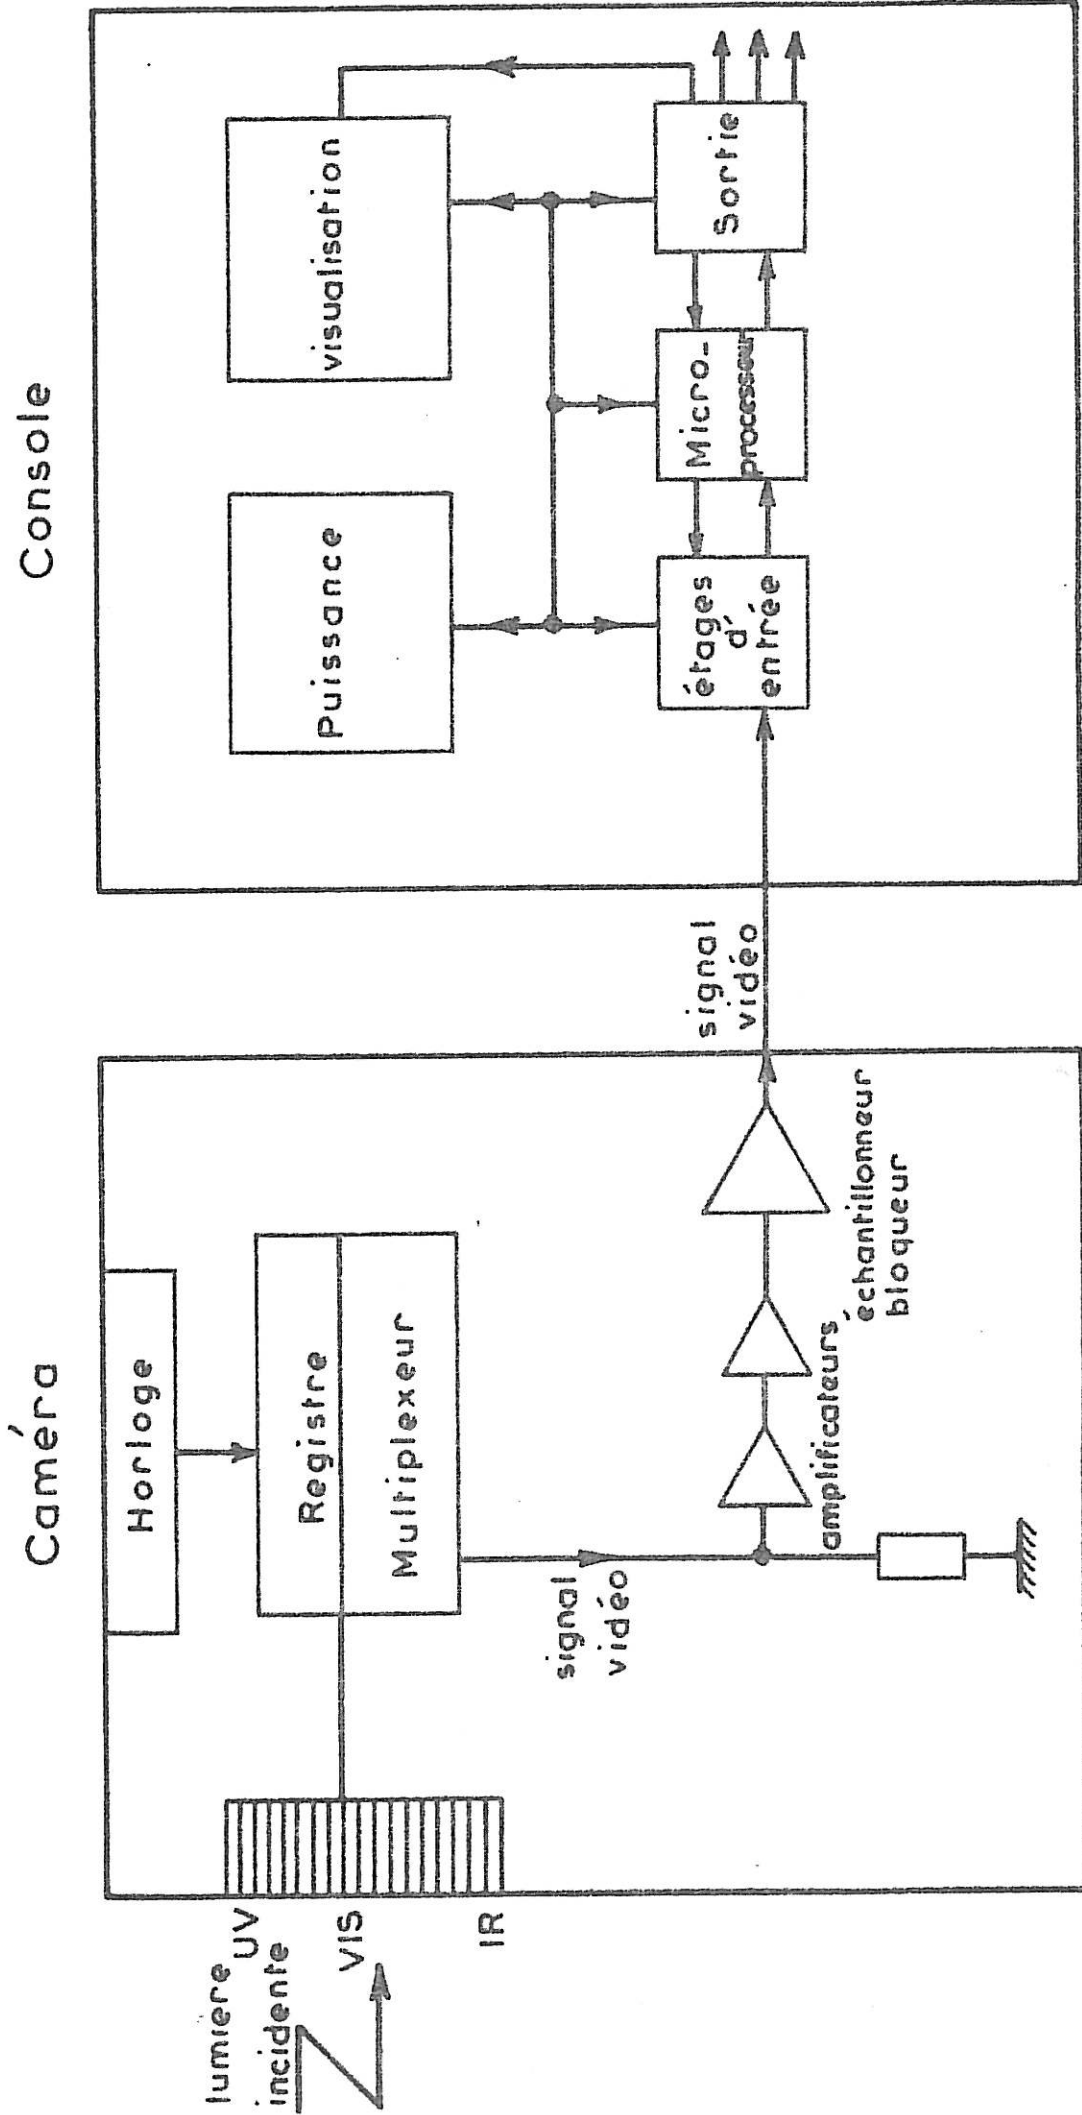 Caméra
Console
lumiere
incidente
UV
VIS
IR
Horloge
Registre
Multiplexeur
signal
vidéo
amplificateurs
échantillonneur
bloqueur
signal
vidéo
Puissance
visualisation
étages
d'
entrée
Micro_
processeur
Sortie